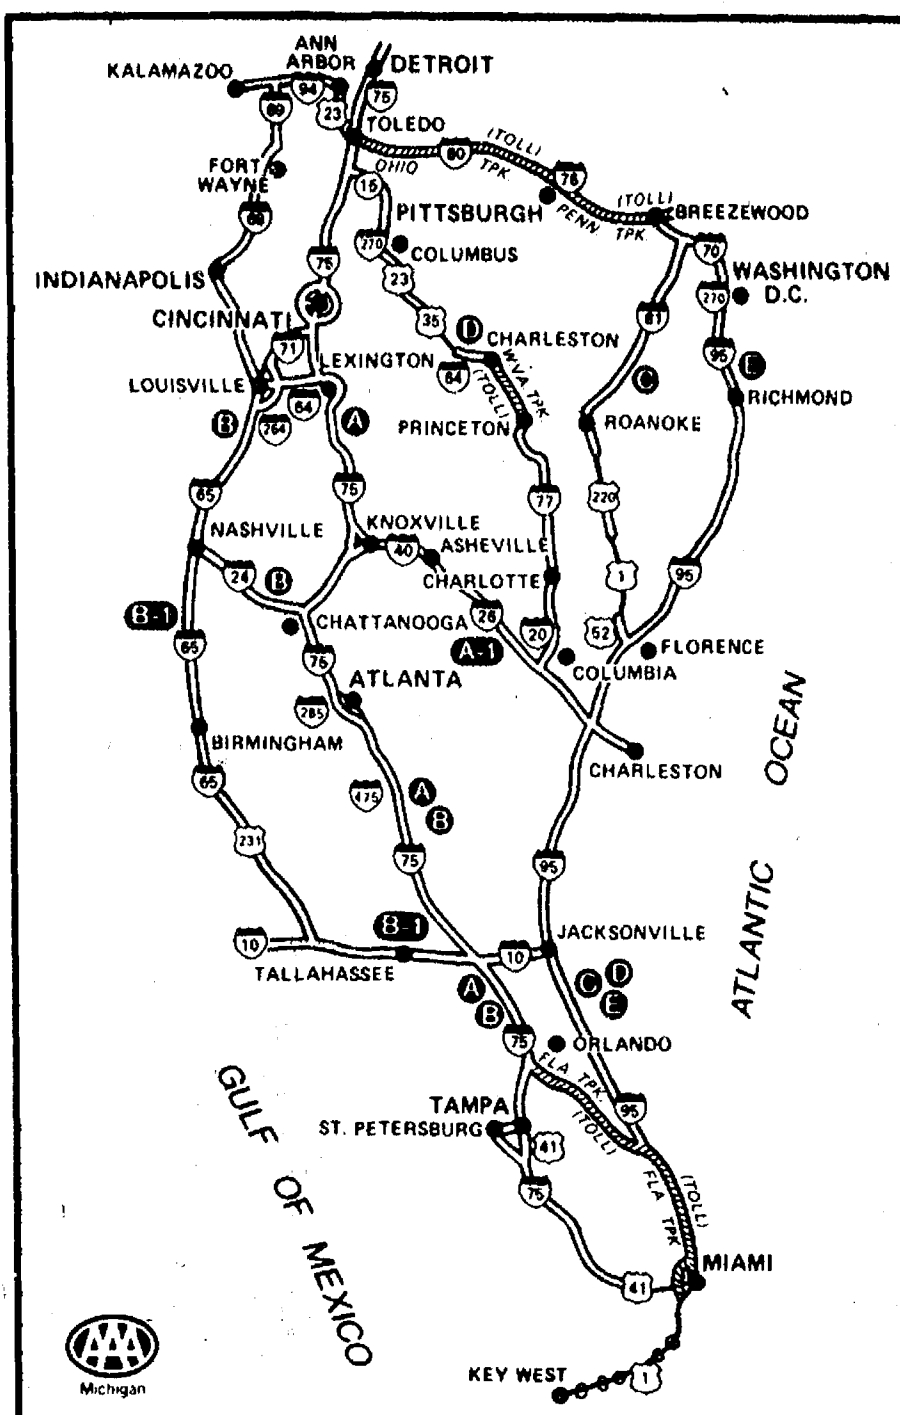 ANN
ARBOR
DETROIT
KALAMAZOO
94
75
69
23
TOLEDO
80
(TOLL)
TPK.
OHIO
76
FORT
WAYNE
15
(TOLL)
PENN. TPK.
BREEZEWOOD
PITTSBURGH
69
270
COLUMBUS
70
WASHINGTON
D.C.
INDIANAPOLIS
75
23
270
CINCINNATI
35
81
71
D
CHARLESTON
95
E
LEXINGTON
64
W.VA. TPK.
(TOLL)
C
LOUISVILLE
64
RICHMOND
B
264
A
PRINCETON
ROANOKE
65
75
77
220
NASHVILLE
KNOXVILLE
40
ASHEVILLE
24
B
CHARLOTTE
1
95
B-1
CHATTANOOGA
26
20
52
FLORENCE
65
75
A-1
COLUMBIA
ATLANTA
285
BIRMINGHAM
CHARLESTON
65
475
A
B
231
75
95
B-1
JACKSONVILLE
10
10
TALLAHASSEE
A
B
C
D
E
75
ORLANDO
FLA TPK.
(TOLL)
95
TAMPA
ST. PETERSBURG
41
75
FLA TPK
(TOLL)
MIAMI
41
KEY WEST
1
GULF OF MEXICO
ATLANTIC OCEAN
AAA
Michigan